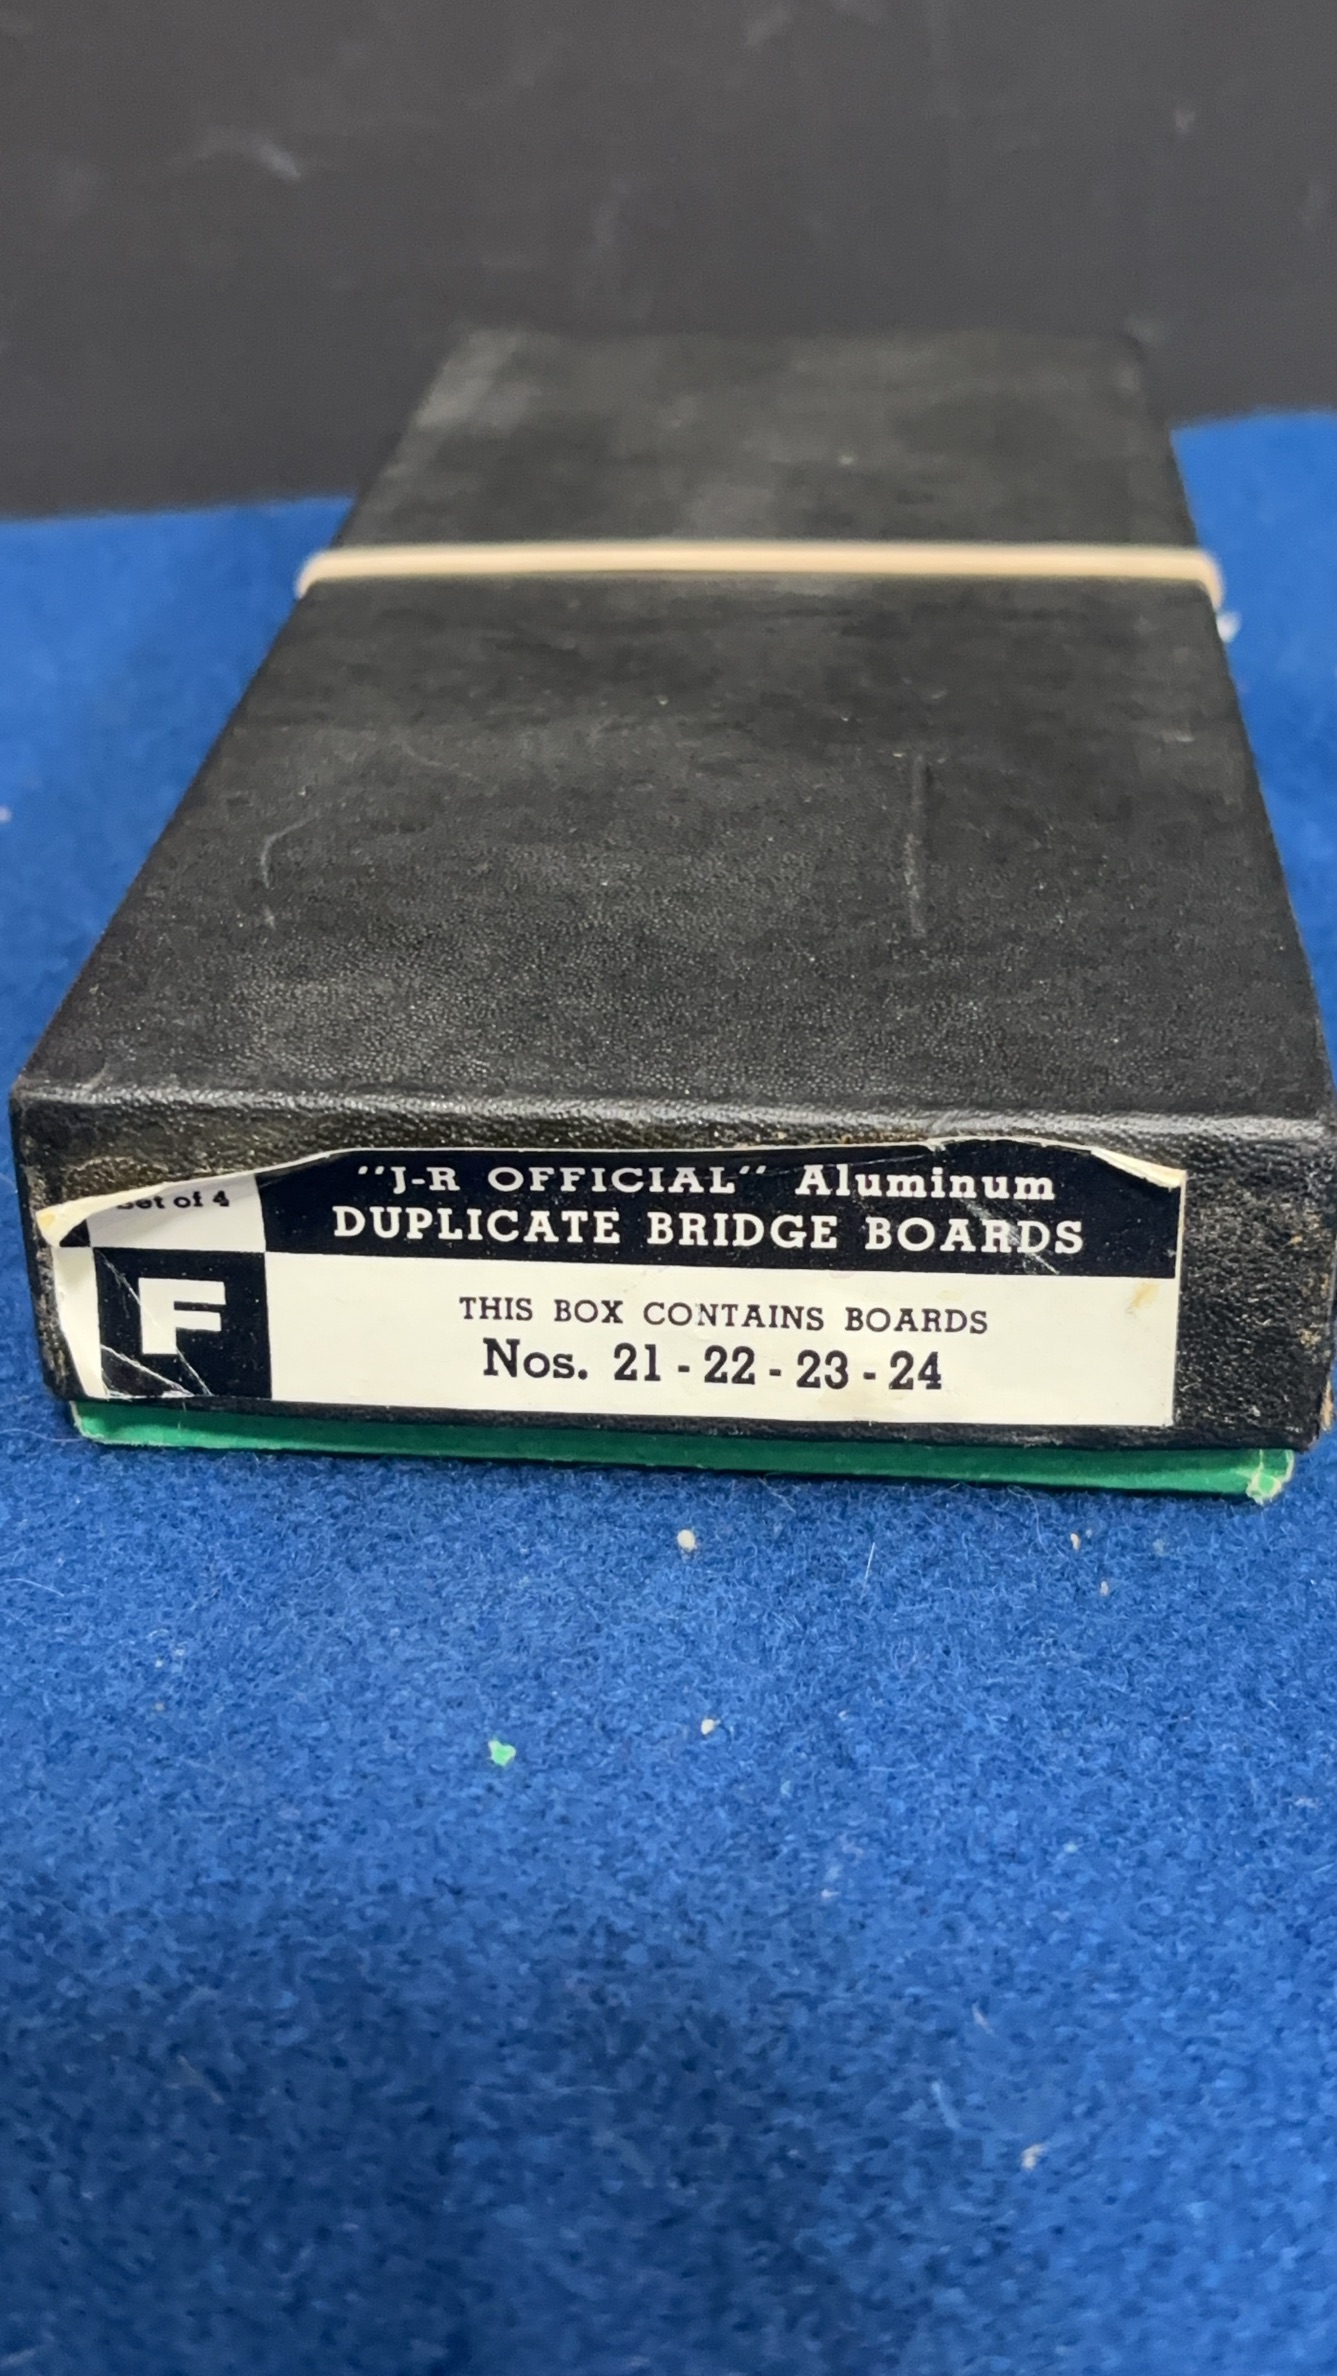 Set of 4
F
"J-R OFFICIAL" Aluminum
DUPLICATE BRIDGE BOARDS
THIS BOX CONTAINS BOARDS
Nos. 21 - 22 - 23 - 24